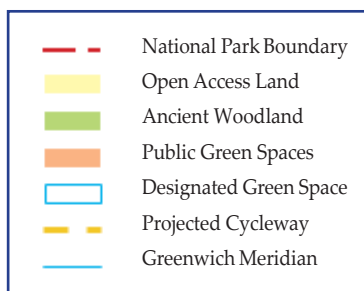 National Park Boundary
Open Access Land
Ancient Woodland
Public Green Spaces
Designated Green Space
Projected Cycleway
Greenwich Meridian